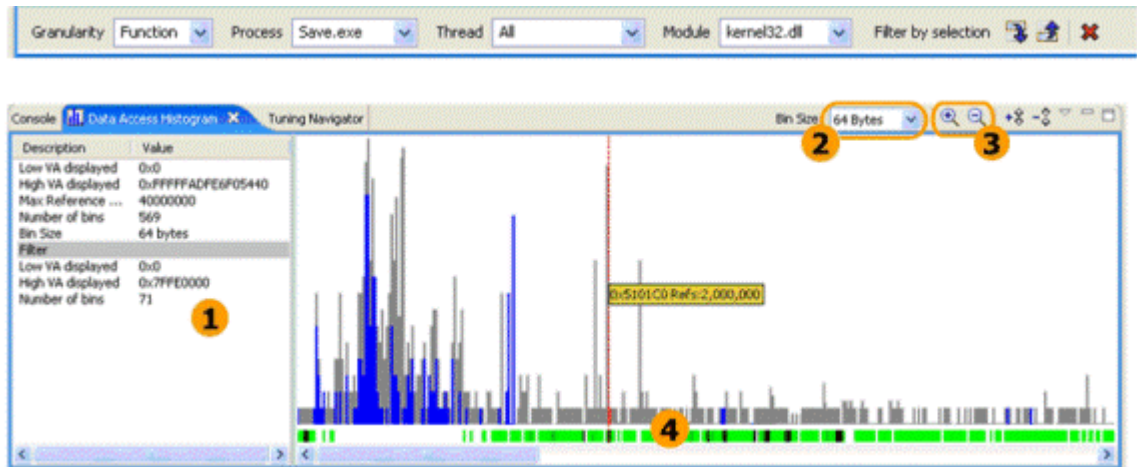 Granularity Function Process Save.exe Thread All Module kernel32.dll Filter by selection
Console Data Access Histogram Tuning Navigator Bin Size 64 Bytes
2 3
Description Value
Low VA displayed 0x0
High VA displayed 0xFFFFFADFE6F05440
Max Reference ... 40000000
Number of bins 569
Bin Size 64 bytes
Filter
Low VA displayed 0x0
High VA displayed 0x7FFE0000
Number of bins 71
1
0x5101C0 Refs:2,000,000
4